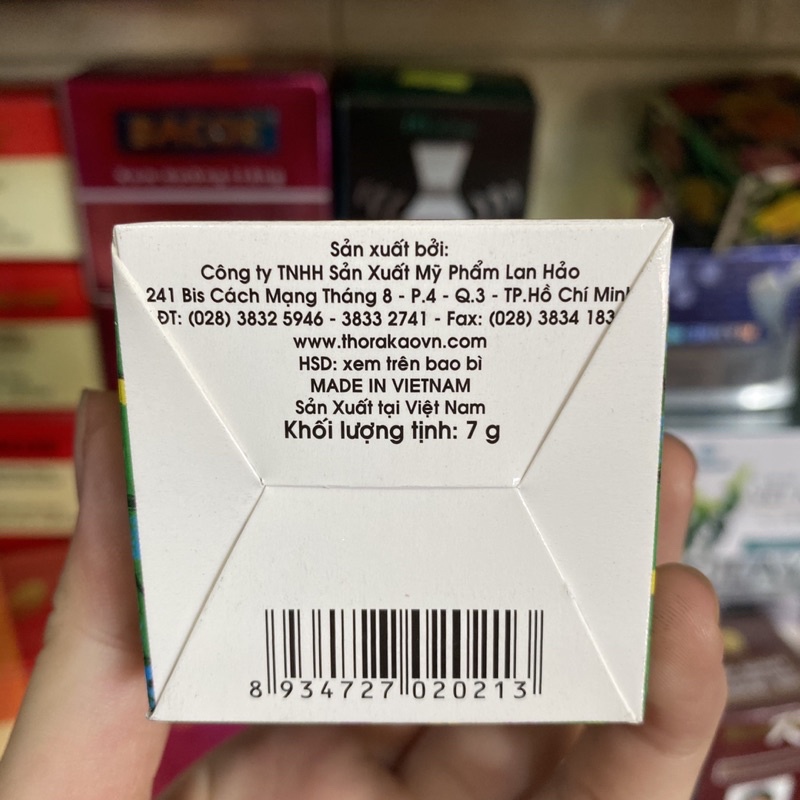 BACOS
Sản xuất bởi:
Công ty TNHH Sản Xuất Mỹ Phẩm Lan Hảo
241 Bis Cách Mạng Tháng 8 - P.4 - Q.3 - TP.Hồ Chí Minh
ĐT: (028) 3832 5946 - 3833 2741 - Fax: (028) 3834 183
www.thorakaovn.com
HSD: xem trên bao bì
MADE IN VIETNAM
Sản Xuất tại Việt Nam
Khối lượng tịnh: 7 g
8 934727 020213